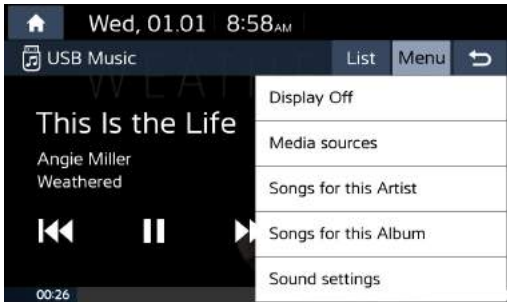 Wed, 01.01 8:58AM
USB Music List Menu
WEATH
This Is the Life
Angie Miller
Weathered
00:26
Display Off
Media sources
Songs for this Artist
Songs for this Album
Sound settings